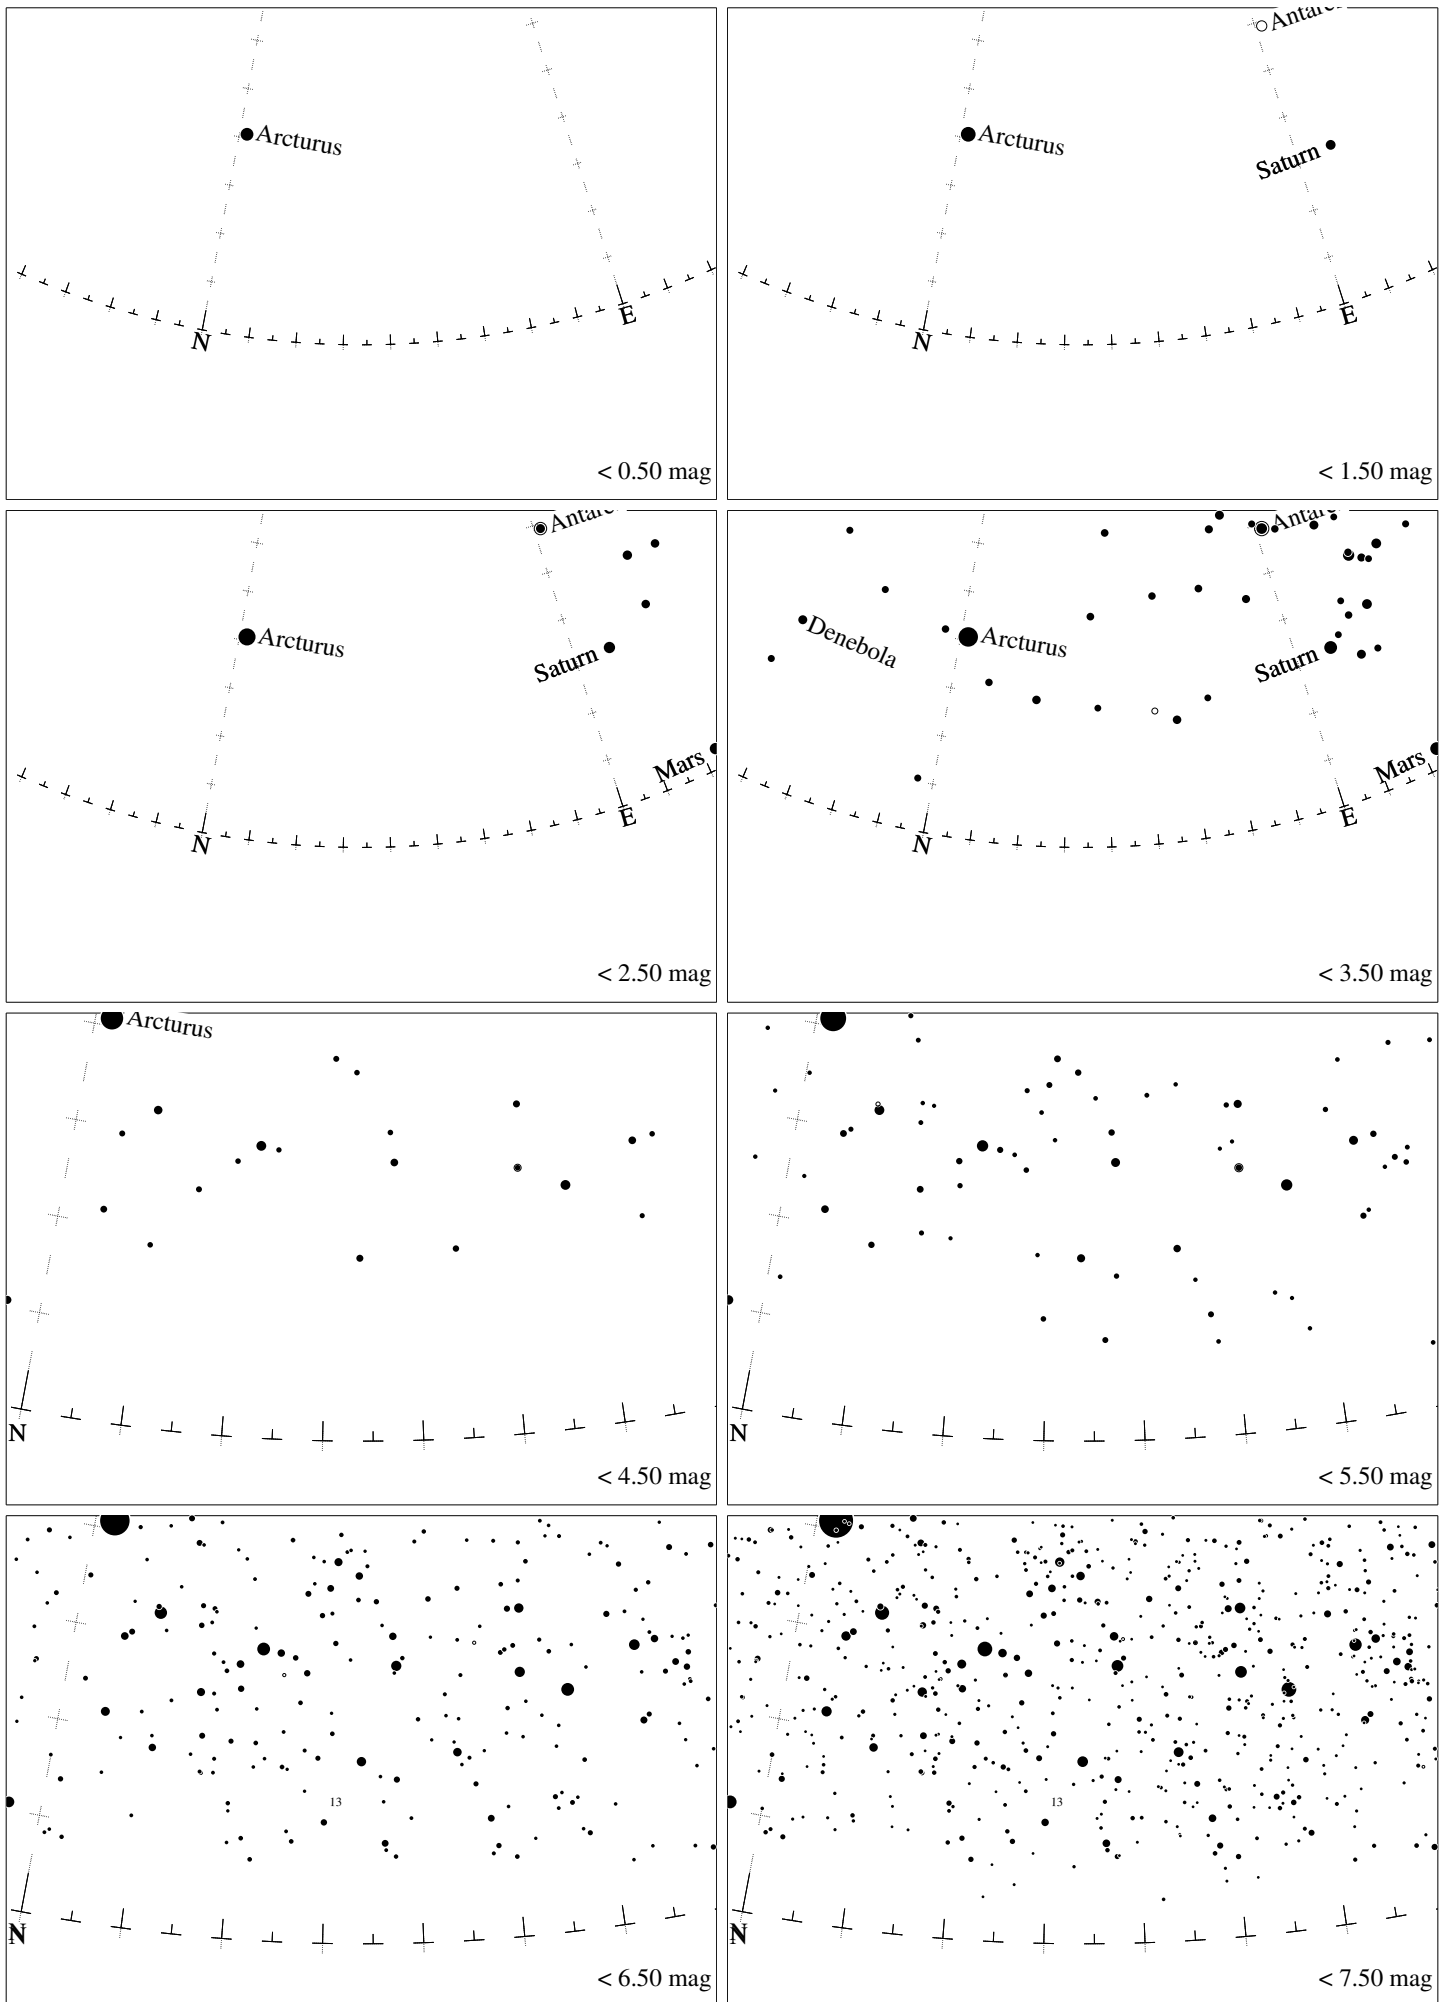 Arcturus
N
E
< 0.50 mag
Arcturus
Saturn
N
E
< 1.50 mag
Arcturus
Saturn
Mars
N
E
< 2.50 mag
Denebola
Arcturus
Saturn
Mars
N
E
< 3.50 mag
Arcturus
N
< 4.50 mag
N
< 5.50 mag
13
N
< 6.50 mag
13
N
< 7.50 mag